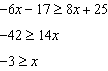 −6x − 17 ≥ 8x + 25
−42 ≥ 14x
−3 ≥ x